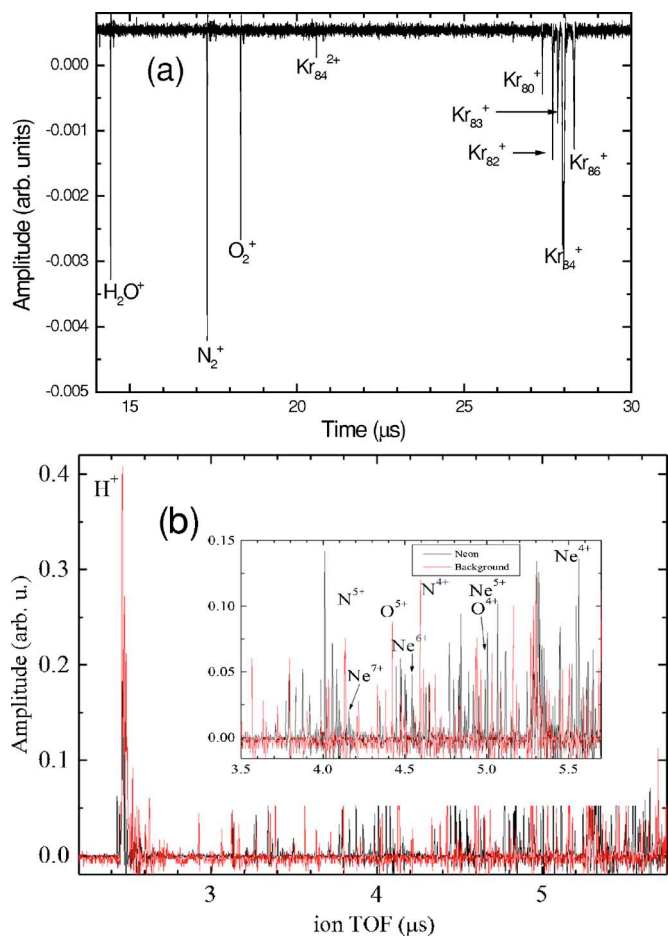 0.000
-0.001
-0.002
-0.003
-0.004
-0.005
Amplitude (arb. units)
(a)
H₂O⁺
N₂⁺
O₂⁺
Kr₈₄²⁺
Kr₈₀⁺
Kr₈₃⁺
Kr₈₂⁺
Kr₈₆⁺
Kr₈₄⁺
15 20 25 30
Time (μs)
0.4
0.3
0.2
0.1
0.0
Amplitude (arb. u.)
H⁺
(b)
0.15
0.10
0.05
0.00
Neon
Background
N⁵⁺
O⁵⁺
N⁴⁺
Ne⁵⁺
O⁴⁺
Ne⁴⁺
Ne⁶⁺
Ne⁷⁺
3.5 4.0 4.5 5.0 5.5
3 4 5
ion TOF (μs)